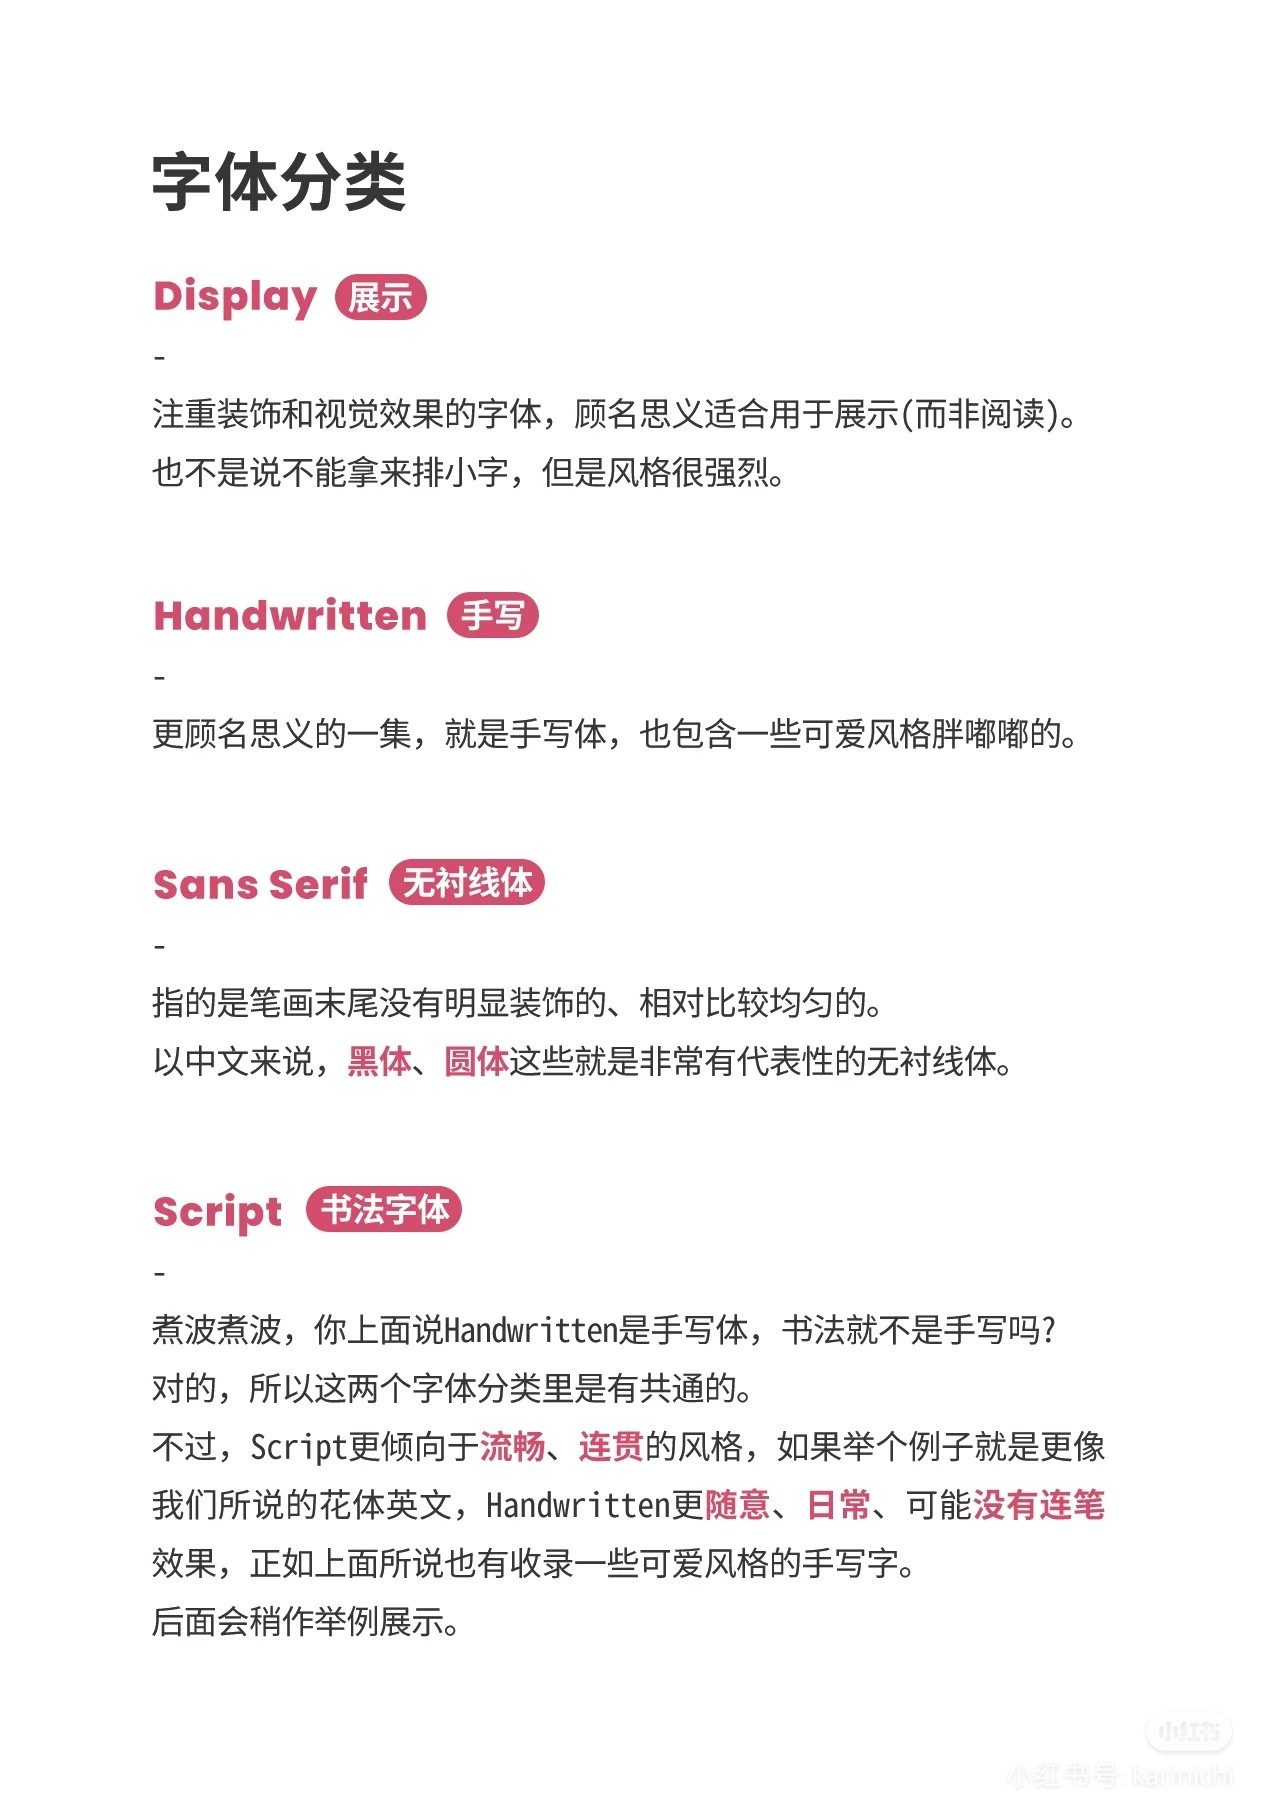 字体分类
Display 展示
-
注重装饰和视觉效果的字体，顾名思义适合用于展示(而非阅读)。
也不是说不能拿来排小字，但是风格很强烈。
Handwritten 手写
-
更顾名思义的一集，就是手写体，也包含一些可爱风格胖嘟嘟的。
Sans Serif 无衬线体
-
指的是笔画末尾没有明显装饰的、相对比较均匀的。
以中文来说，黑体、圆体这些就是非常有代表性的无衬线体。
Script 书法字体
-
煮波煮波，你上面说Handwritten是手写体，书法就不是手写吗?
对的，所以这两个字体分类里是有共通的。
不过，Script更倾向于流畅、连贯的风格，如果举个例子就是更像
我们所说的花体英文，Handwritten更随意、日常、可能没有连笔
效果，正如上面所说也有收录一些可爱风格的手写字。
后面会稍作举例展示。
小红书
小红书号: karinichi